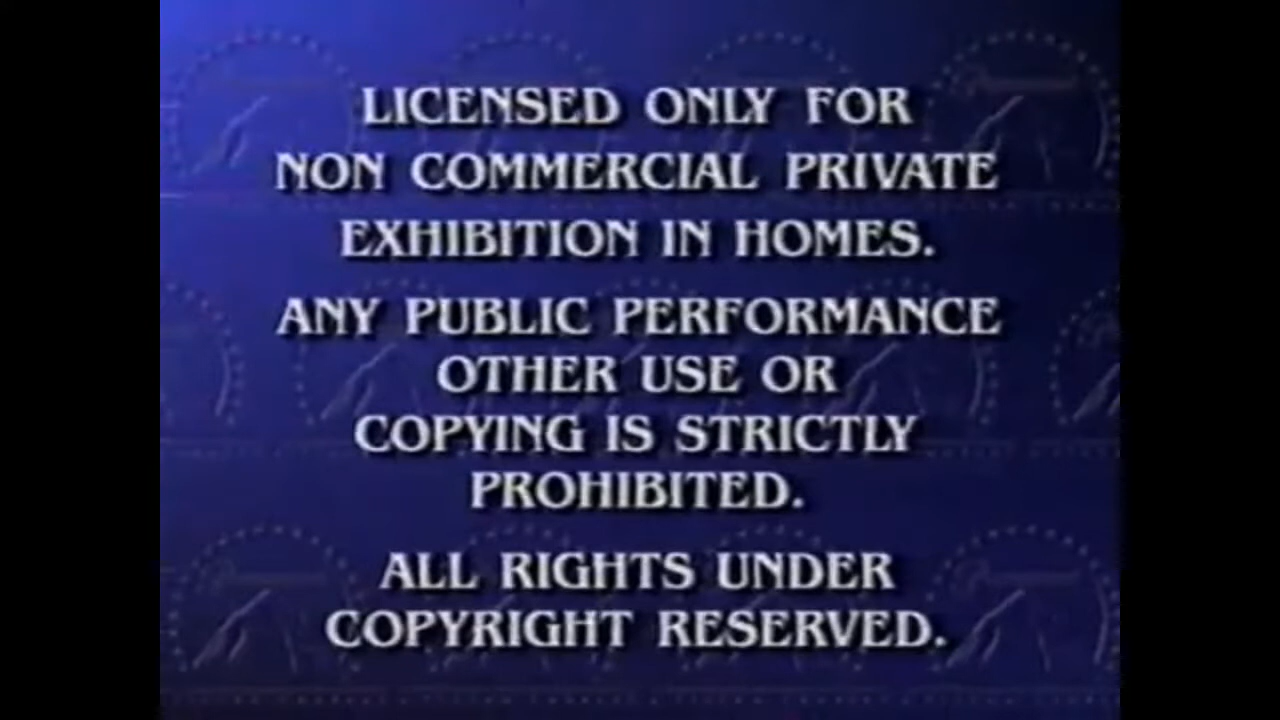 LICENSED ONLY FOR
NON COMMERCIAL PRIVATE
EXHIBITION IN HOMES.
ANY PUBLIC PERFORMANCE
OTHER USE OR
COPYING IS STRICTLY
PROHIBITED.
ALL RIGHTS UNDER
COPYRIGHT RESERVED.